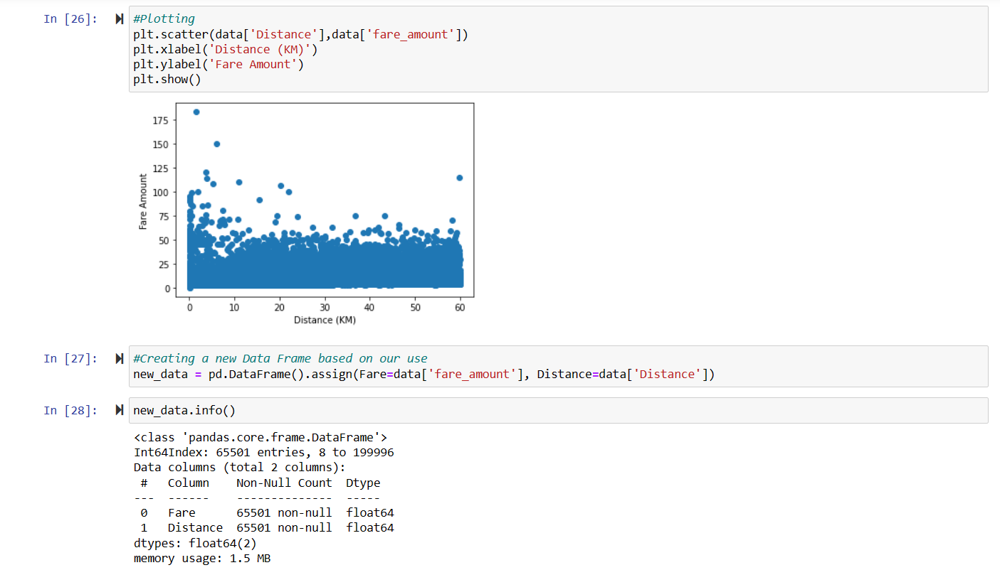 In [26]:
#Plotting
plt.scatter(data['Distance'],data['fare_amount'])
plt.xlabel('Distance (KM)')
plt.ylabel('Fare Amount')
plt.show()
175
150
125
100
75
50
25
0
Fare Amount
0 10 20 30 40 50 60
Distance (KM)
In [27]:
#Creating a new Data Frame based on our use
new_data = pd.DataFrame().assign(Fare=data['fare_amount'], Distance=data['Distance'])
In [28]:
new_data.info()
<class 'pandas.core.frame.DataFrame'>
Int64Index: 65501 entries, 8 to 199996
Data columns (total 2 columns):
 #   Column    Non-Null Count  Dtype
---  ------    --------------  -----
 0   Fare      65501 non-null  float64
 1   Distance  65501 non-null  float64
dtypes: float64(2)
memory usage: 1.5 MB